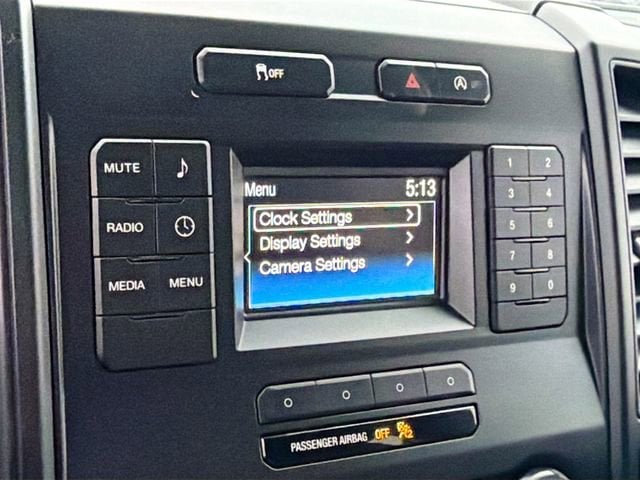 OFF
A
MUTE
RADIO
MEDIA MENU
Menu 5:13
Clock Settings
Display Settings
Camera Settings
1 2
3 4
5 6
7 8
9 0
PASSENGER AIRBAG OFF 2